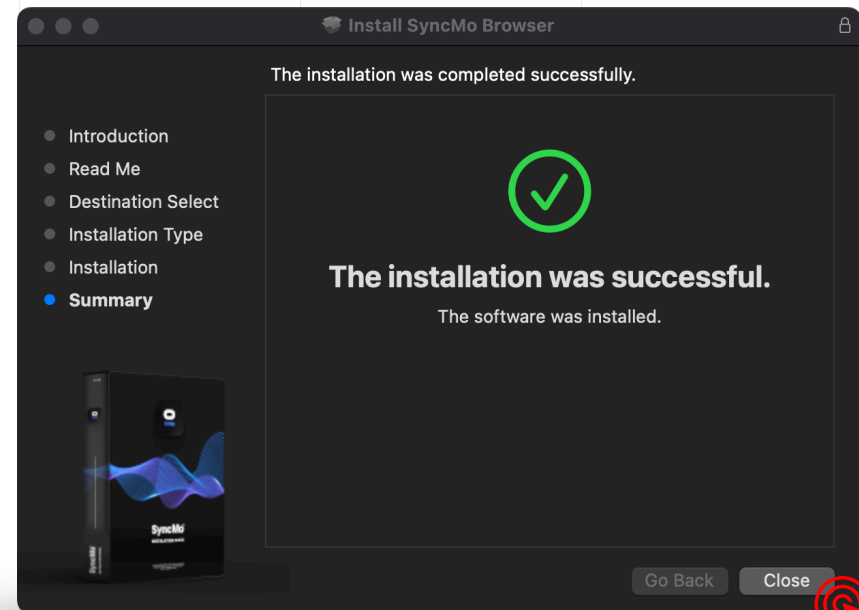 Install SyncMo Browser
The installation was completed successfully.
Introduction
Read Me
Destination Select
Installation Type
Installation
Summary
The installation was successful.
The software was installed.
SyncMo
SyncMo
Go Back
Close